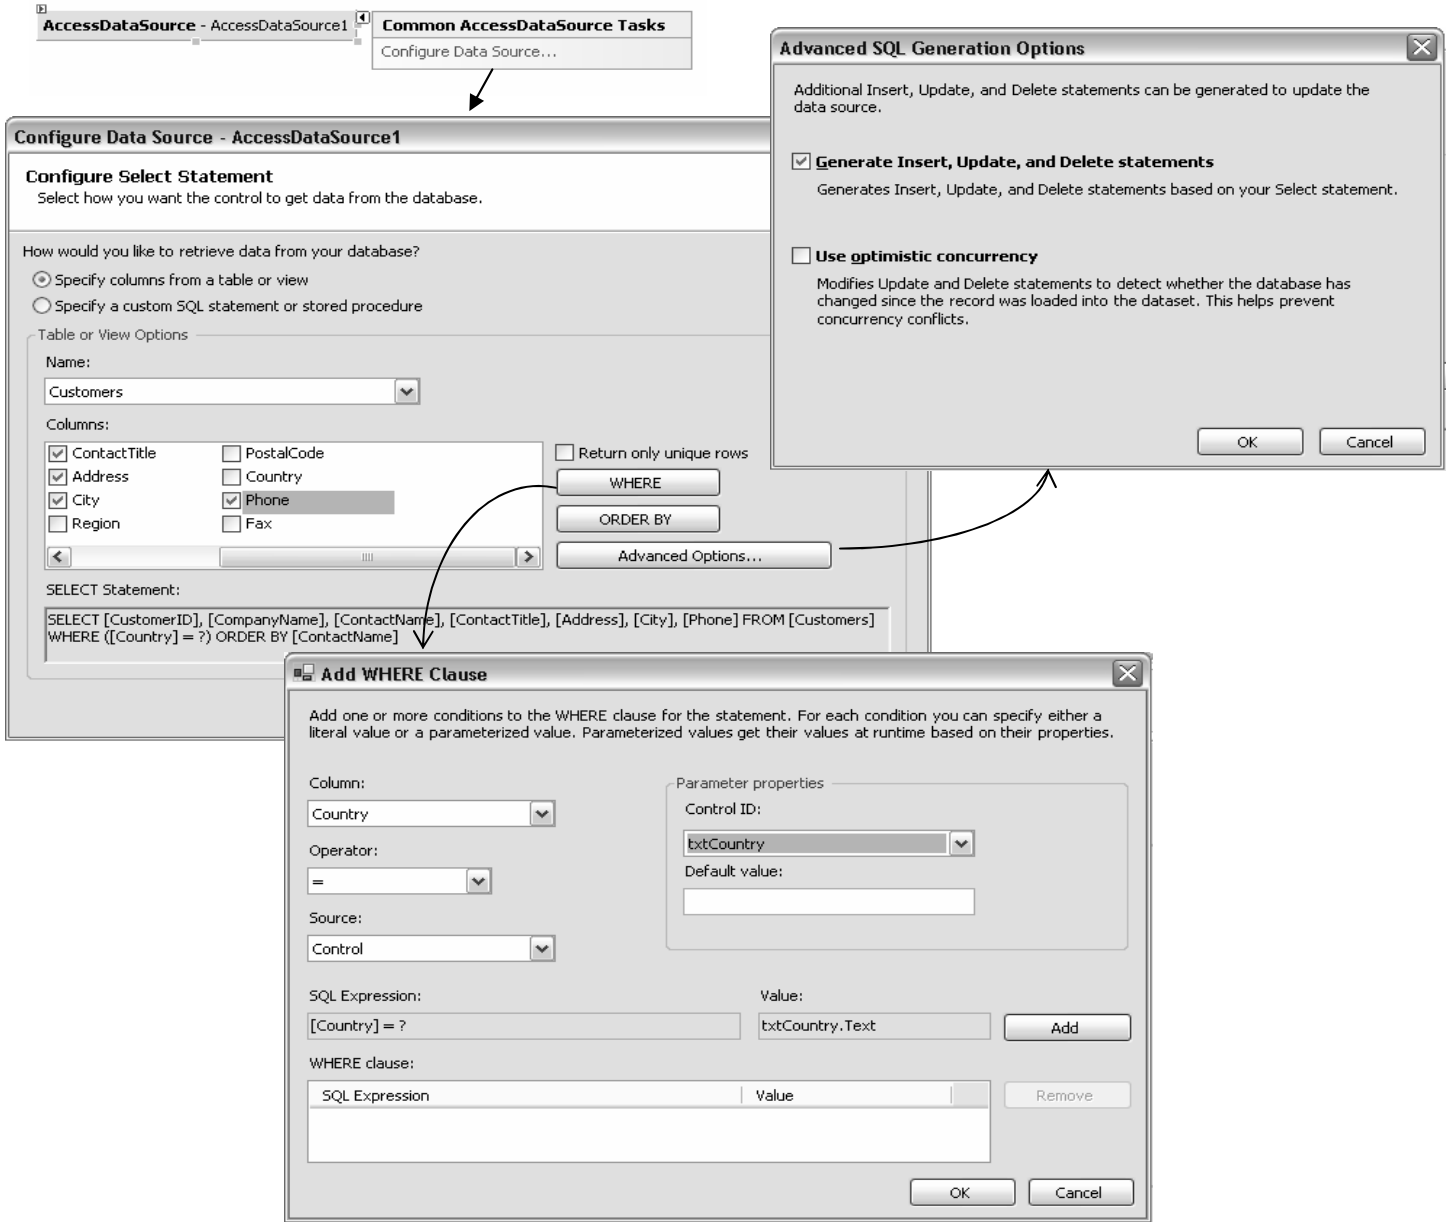 AccessDataSource - AccessDataSource1
Common AccessDataSource Tasks
Configure Data Source...
Configure Data Source - AccessDataSource1
Configure Select Statement
Select how you want the control to get data from the database.
How would you like to retrieve data from your database?
Specify columns from a table or view
Specify a custom SQL statement or stored procedure
Table or View Options
Name:
Customers
Columns:
ContactTitle
Address
City
Region
PostalCode
Country
Phone
Fax
Return only unique rows
WHERE
ORDER BY
Advanced Options...
SELECT Statement:
SELECT [CustomerID], [CompanyName], [ContactName], [ContactTitle], [Address], [City], [Phone] FROM [Customers]
WHERE ([Country] = ?) ORDER BY [ContactName]
Advanced SQL Generation Options
Additional Insert, Update, and Delete statements can be generated to update the
data source.
Generate Insert, Update, and Delete statements
Generates Insert, Update, and Delete statements based on your Select statement.
Use optimistic concurrency
Modifies Update and Delete statements to detect whether the database has
changed since the record was loaded into the dataset. This helps prevent
concurrency conflicts.
OK
Cancel
Add WHERE Clause
Add one or more conditions to the WHERE clause for the statement. For each condition you can specify either a
literal value or a parameterized value. Parameterized values get their values at runtime based on their properties.
Column:
Country
Operator:
=
Source:
Control
Parameter properties
Control ID:
txtCountry
Default value:
SQL Expression:
[Country] = ?
Value:
txtCountry.Text
Add
WHERE clause:
SQL Expression
Value
Remove
OK
Cancel